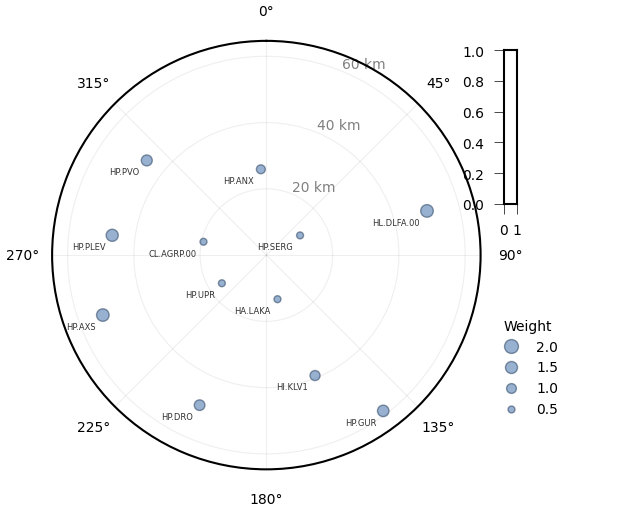 0°
60 km
1.0
315°
45°
0.8
0.6
40 km
0.4
HP.PVO
HP.ANX
20 km
0.2
0.0
HL.DLFA.00
0 1
HP.PLEV
CL.AGRP.00
HP.SERG
270°
90°
HP.UPR
HA.LAKA
HP.AXS
Weight
2.0
1.5
1.0
0.5
HI.KLV1
HP.DRO
HP.GUR
225°
135°
180°